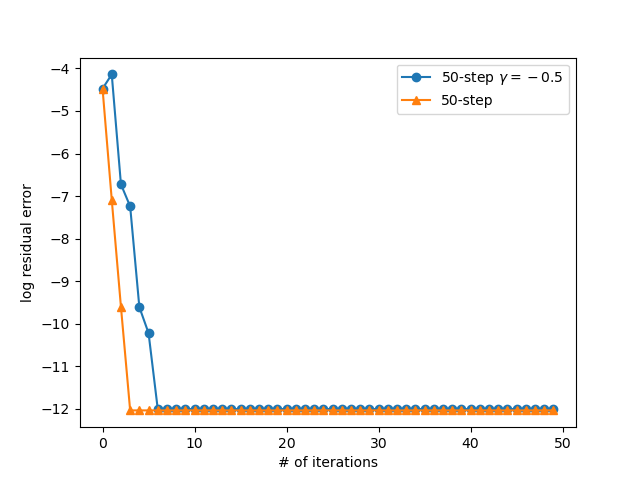 50-step γ = −0.5
50-step
log residual error
−4
−5
−6
−7
−8
−9
−10
−11
−12
0 10 20 30 40 50
# of iterations